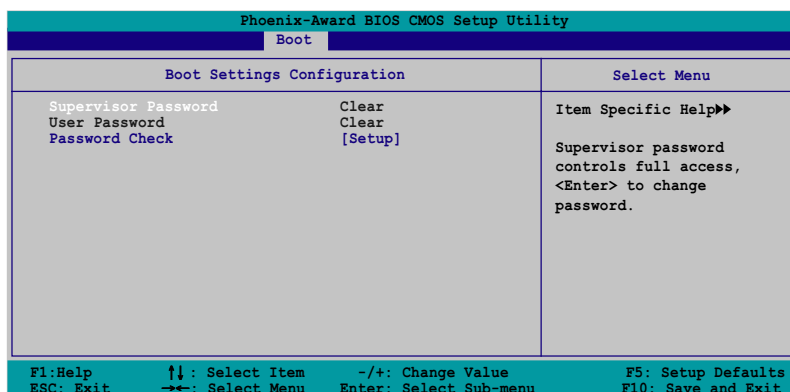 Phoenix-Award BIOS CMOS Setup Utility
Boot
Boot Settings Configuration
Select Menu
Supervisor Password Clear
User Password Clear
Password Check [Setup]
Item Specific Help▶▶
Supervisor password
controls full access,
<Enter> to change
password.
F1:Help ↑↓: Select Item -/+: Change Value F5: Setup Defaults
ESC: Exit →←: Select Menu Enter: Select Sub-menu F10: Save and Exit